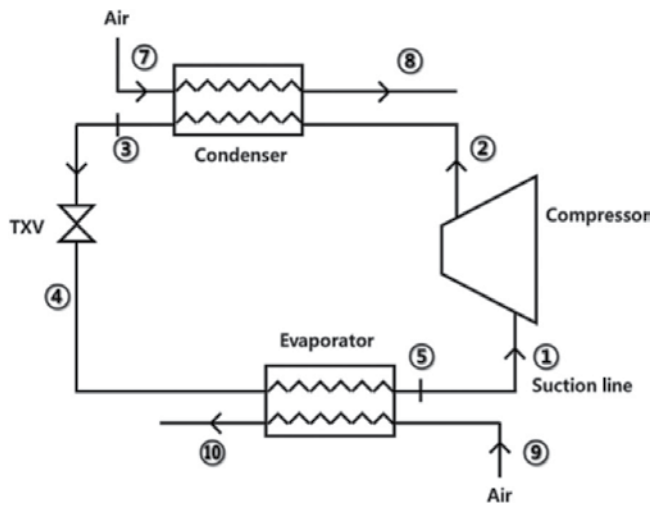 Air
⑦
⑧
③
Condenser
②
TXV
Compressor
④
Evaporator
⑤
①
Suction line
⑩
⑨
Air